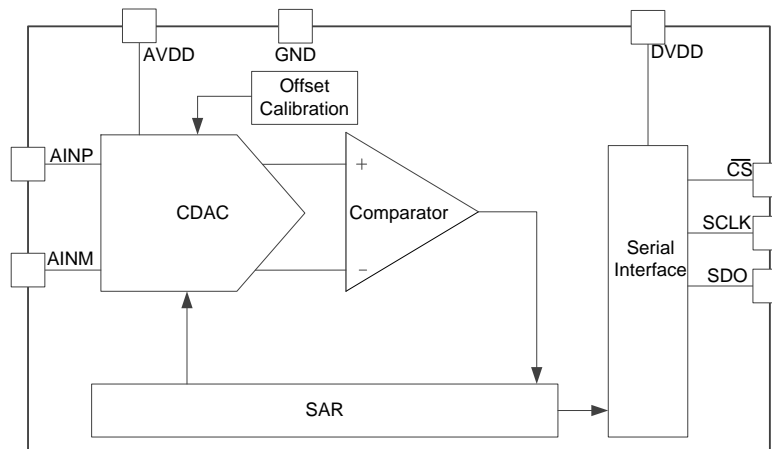 AVDD
GND
DVDD
Offset
Calibration
AINP
CS
+
CDAC
Comparator
SCLK
Serial
Interface
AINM
−
SDO
SAR